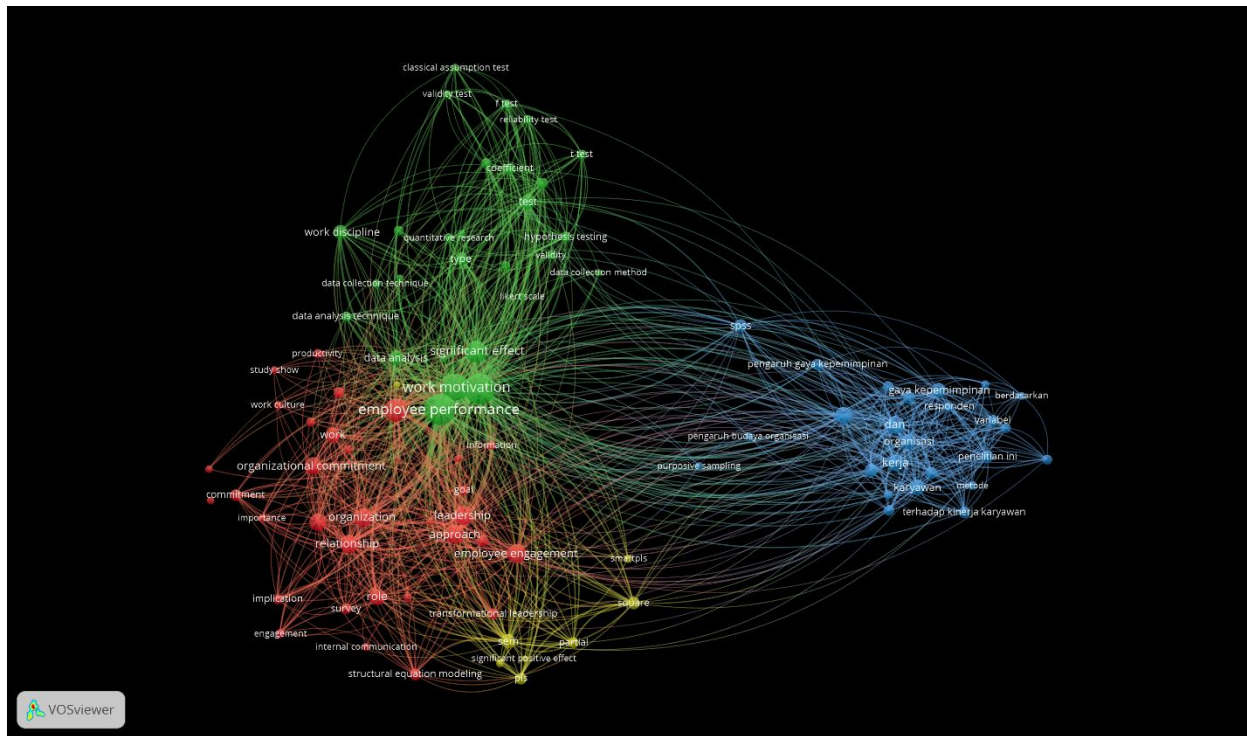 classical assumption test
validity test
f test
reliability test
t test
coefficient
test
work discipline
quantitative research
hypothesis testing
type
validity
data collection method
data collection technique
likert scale
data analysis technique
spss
productivity
data analysis
significant effect
study show
pengaruh gaya kepemimpinan
work motivation
gaya kepemimpinan
berdasarkan
work culture
employee performance
responden
variabel
dan
work
information
pengaruh budaya organisasi
organisasi
penelitian ini
organizational commitment
purposive sampling
kerja
commitment
goal
karyawan
metode
importance
organization
leadership
terhadap kinerja karyawan
relationship
approach
employee engagement
smartpls
implication
role
survey
square
transformational leadership
engagement
internal communication
sem
partial
significant positive effect
structural equation modeling
pls
VOSviewer